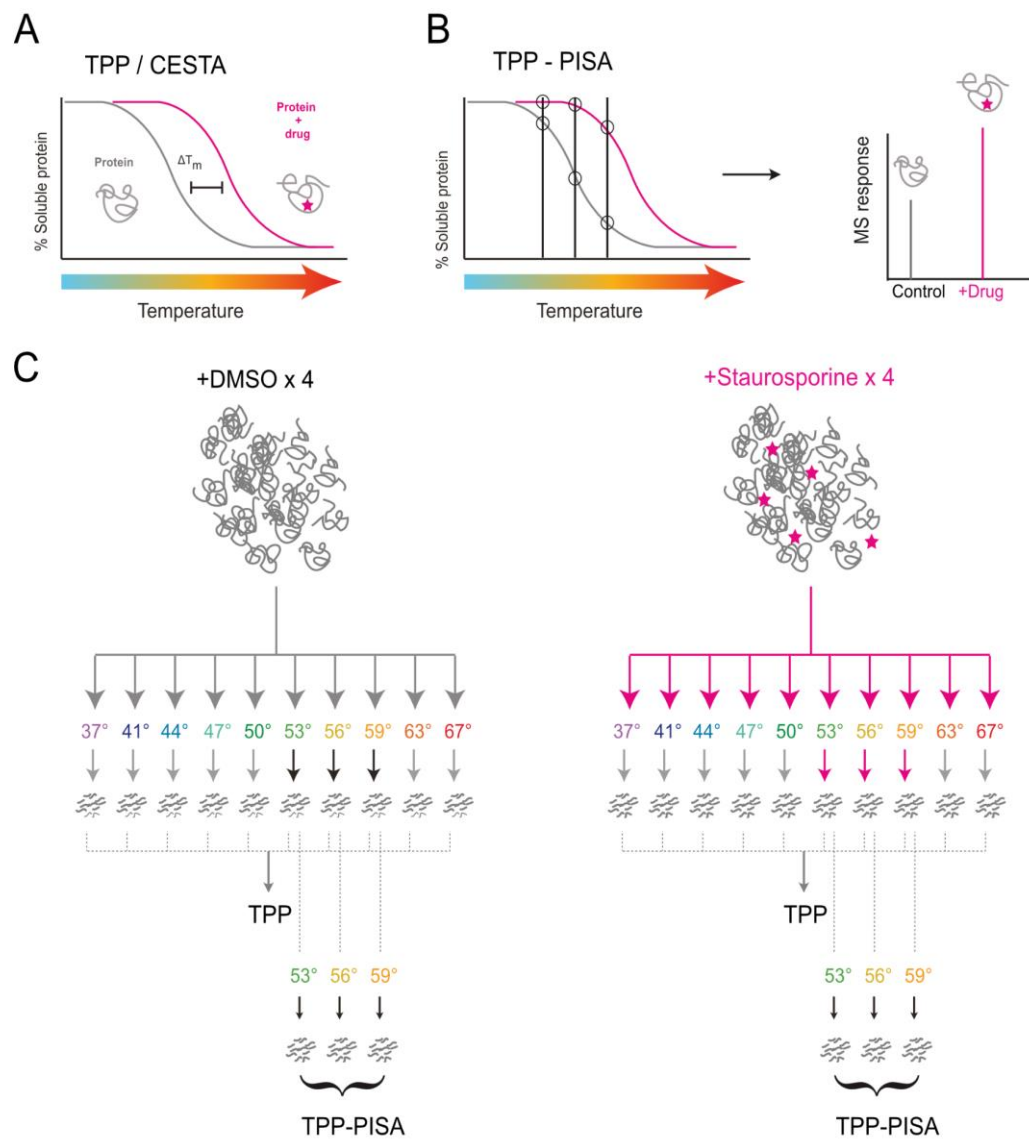 A
TPP / CESTA
% Soluble protein
Protein
ΔTm
Protein
+
drug
Temperature
B
TPP - PISA
% Soluble protein
Temperature
MS response
Control
+Drug
C
+DMSO x 4
37° 41° 44° 47° 50° 53° 56° 59° 63° 67°
TPP
53° 56° 59°
TPP-PISA
+Staurosporine x 4
37° 41° 44° 47° 50° 53° 56° 59° 63° 67°
TPP
53° 56° 59°
TPP-PISA